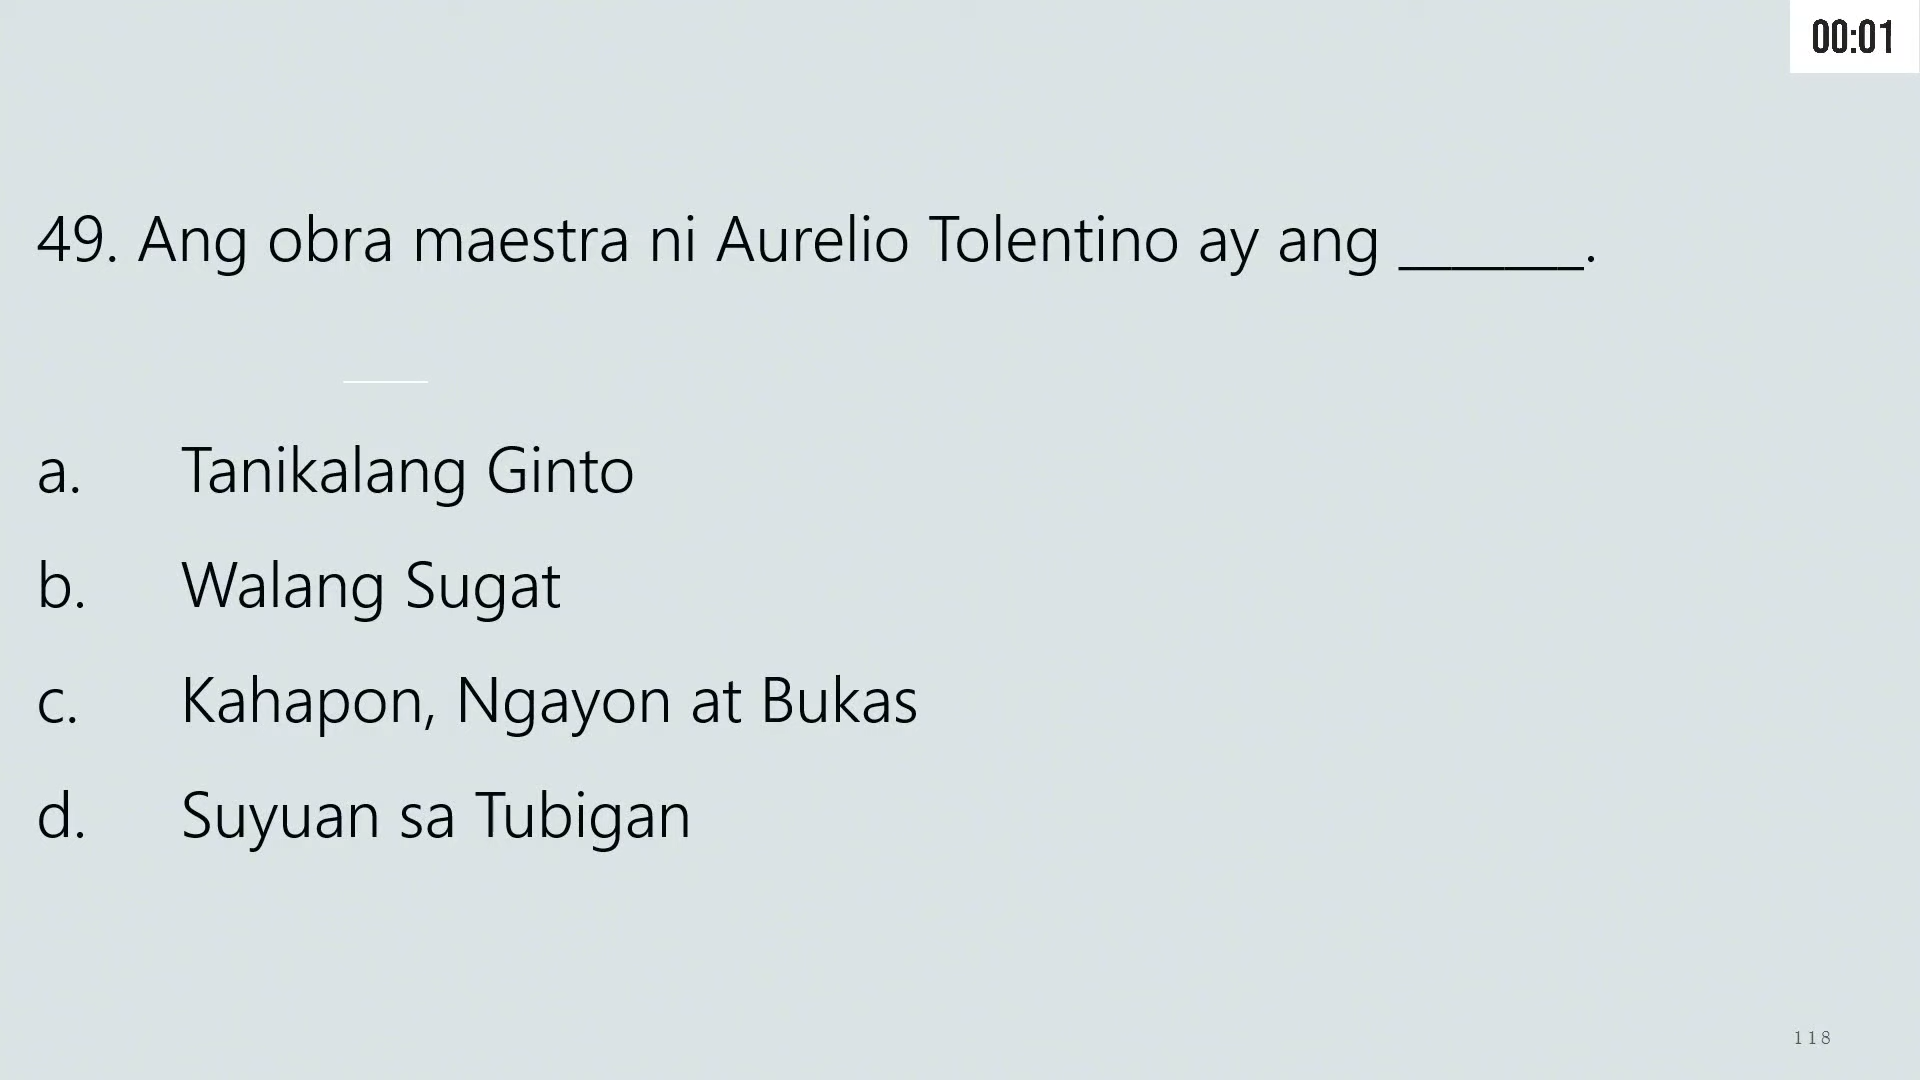 00:01
49. Ang obra maestra ni Aurelio Tolentino ay ang _______.
a. Tanikalang Ginto
b. Walang Sugat
c. Kahapon, Ngayon at Bukas
d. Suyuan sa Tubigan
118